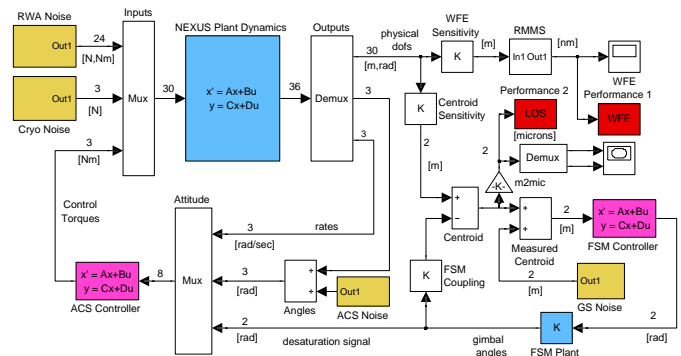 Inputs
NEXUS Plant Dynamics
Outputs
physical
dofs
WFE
Sensitivity
RMMS
RWA Noise
Out1
24
[N,Nm]
30
[m,rad]
K
[m]
In1 Out1
[nm]
WFE
Performance 1
Mux
30
x' = Ax+Bu
y = Cx+Du
36
Demux
3
3
Out1
3
[N]
Cryo Noise
K
Centroid
Sensitivity
Performance 2
LOS
[microns]
WFE
3
[Nm]
2
[m]
2
Demux
-K-
m2mic
Control
Torques
Attitude
+
−
Centroid
+
+
Measured
Centroid
2
[m]
x' = Ax+Bu
y = Cx+Du
FSM Controller
3
rates
[rad/sec]
x' = Ax+Bu
y = Cx+Du
ACS Controller
8
Mux
3
[rad]
+
+
Angles
Out1
ACS Noise
K
FSM
Coupling
2
[m]
Out1
GS Noise
2
[rad]
desaturation signal
gimbal
angles
K
FSM Plant
2
[rad]